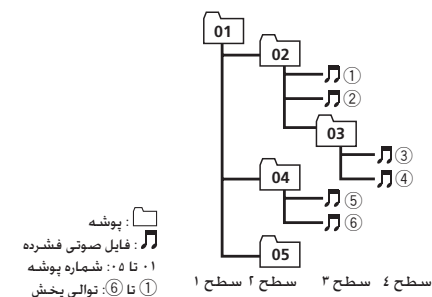 01
02
①
②
03
③
④
04
⑤
⑥
05
سطح ۱ سطح ۲ سطح ۳ سطح ٤
: پوشه
: فایل صوتی فشرده
۰۱ تا ۰۵: شماره پوشه
① تا ⑥: توالی پخش